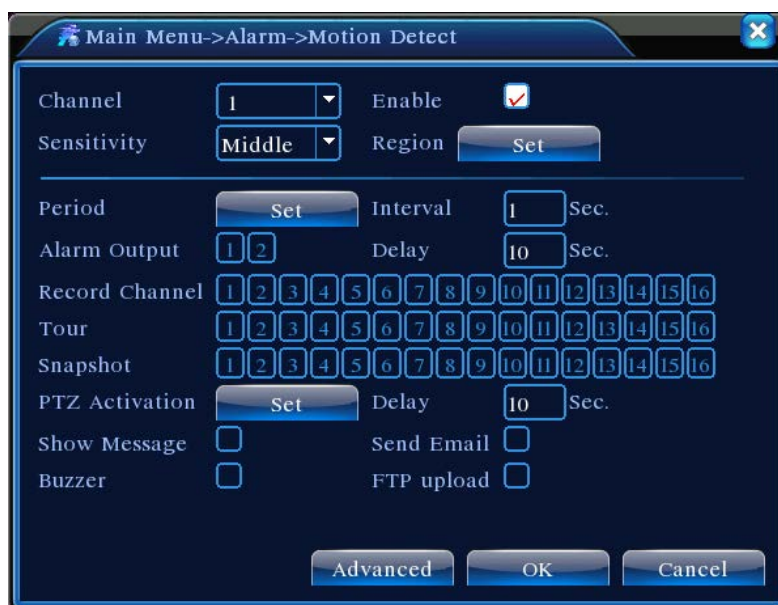 Main Menu->Alarm->Motion Detect
Channel 1 Enable
Sensitivity Middle Region Set
Period Set Interval 1 Sec.
Alarm Output 1 2 Delay 10 Sec.
Record Channel 1 2 3 4 5 6 7 8 9 10 11 12 13 14 15 16
Tour 1 2 3 4 5 6 7 8 9 10 11 12 13 14 15 16
Snapshot 1 2 3 4 5 6 7 8 9 10 11 12 13 14 15 16
PTZ Activation Set Delay 10 Sec.
Show Message Send Email
Buzzer FTP upload
Advanced OK Cancel